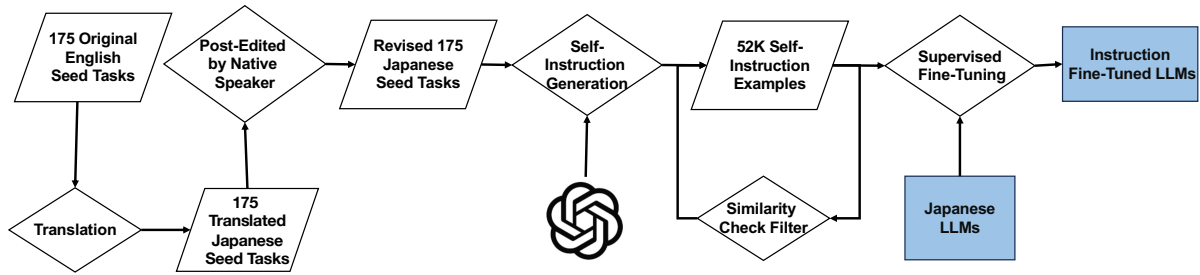 175 Original
English
Seed Tasks
Translation
175
Translated
Japanese
Seed Tasks
Post-Edited
by Native
Speaker
Revised 175
Japanese
Seed Tasks
Self-
Instruction
Generation
52K Self-
Instruction
Examples
Similarity
Check Filter
Supervised
Fine-Tuning
Japanese
LLMs
Instruction
Fine-Tuned LLMs